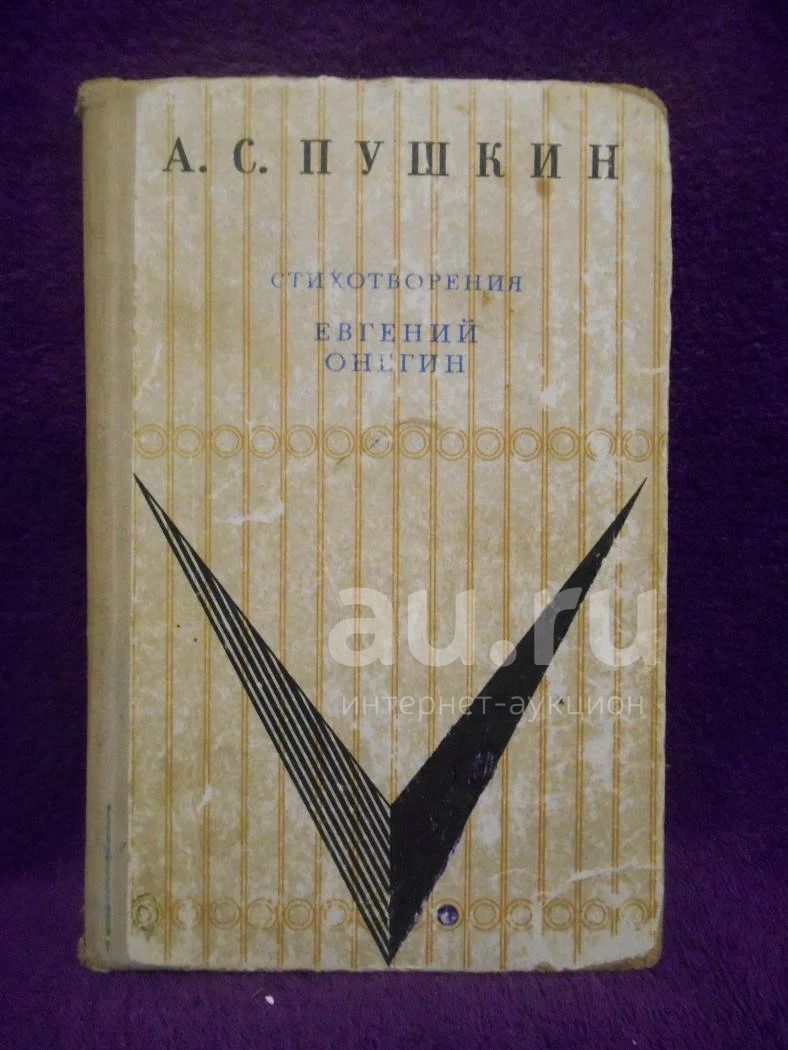 А. С. ПУШКИН
СТИХОТВОРЕНИЯ
ЕВГЕНИЙ
ОНЕГИН
au.ru
интернет-аукцион